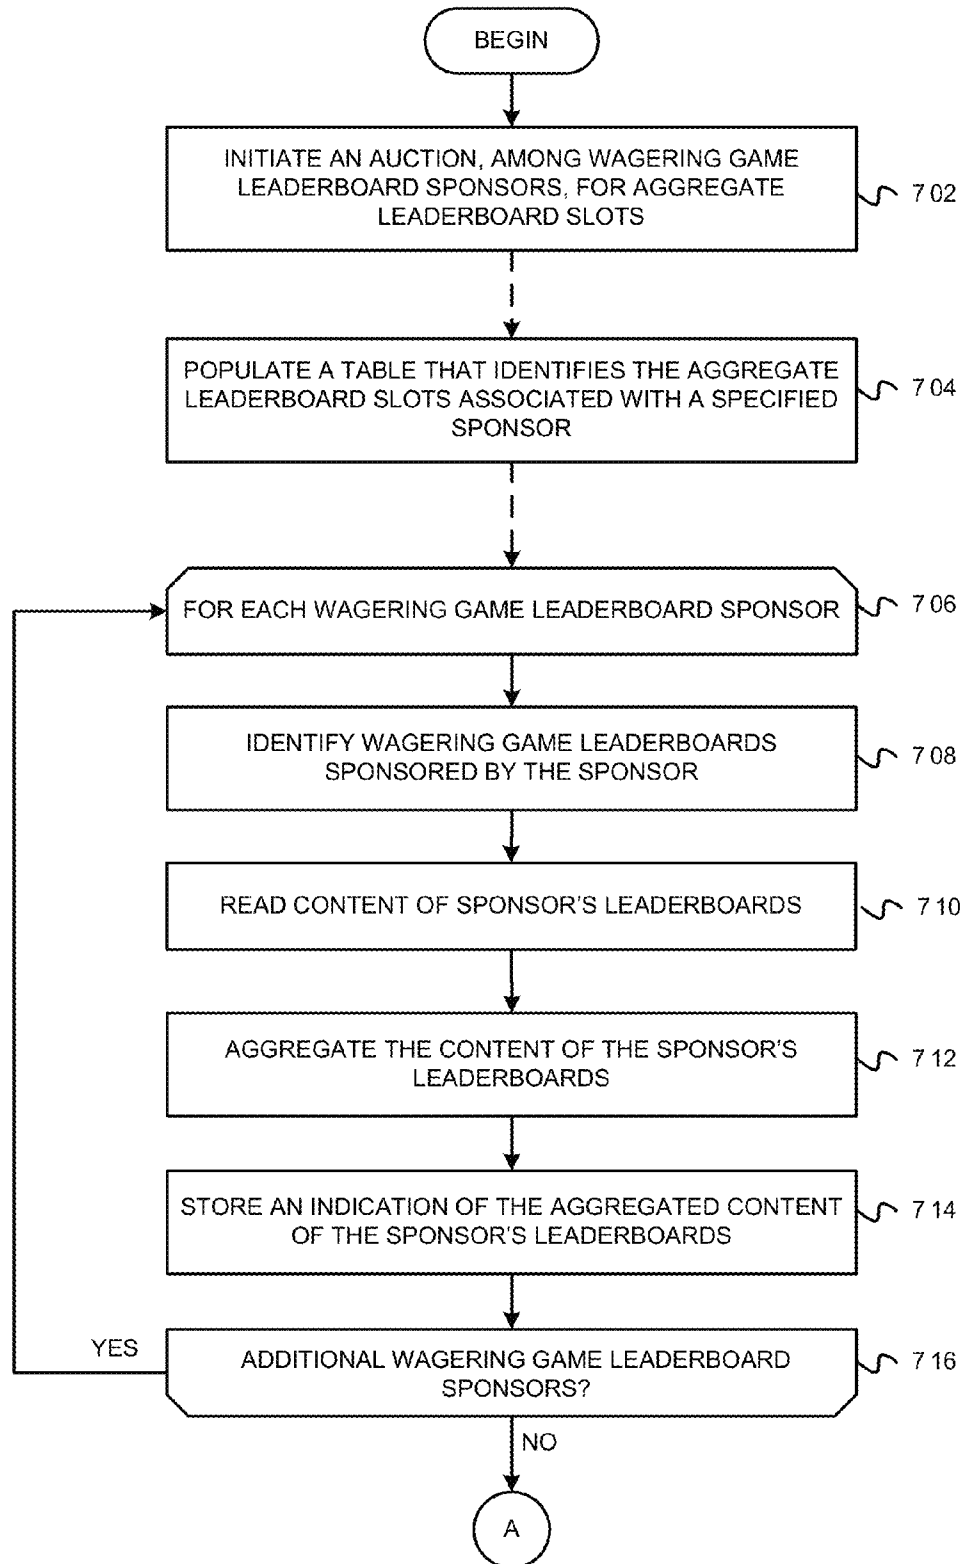 BEGIN
INITIATE AN AUCTION, AMONG WAGERING GAME
LEADERBOARD SPONSORS, FOR AGGREGATE
LEADERBOARD SLOTS
702
POPULATE A TABLE THAT IDENTIFIES THE AGGREGATE
LEADERBOARD SLOTS ASSOCIATED WITH A SPECIFIED
SPONSOR
704
FOR EACH WAGERING GAME LEADERBOARD SPONSOR
706
IDENTIFY WAGERING GAME LEADERBOARDS
SPONSORED BY THE SPONSOR
708
READ CONTENT OF SPONSOR'S LEADERBOARDS
710
AGGREGATE THE CONTENT OF THE SPONSOR'S
LEADERBOARDS
712
STORE AN INDICATION OF THE AGGREGATED CONTENT
OF THE SPONSOR'S LEADERBOARDS
714
YES
ADDITIONAL WAGERING GAME LEADERBOARD
SPONSORS?
716
NO
A